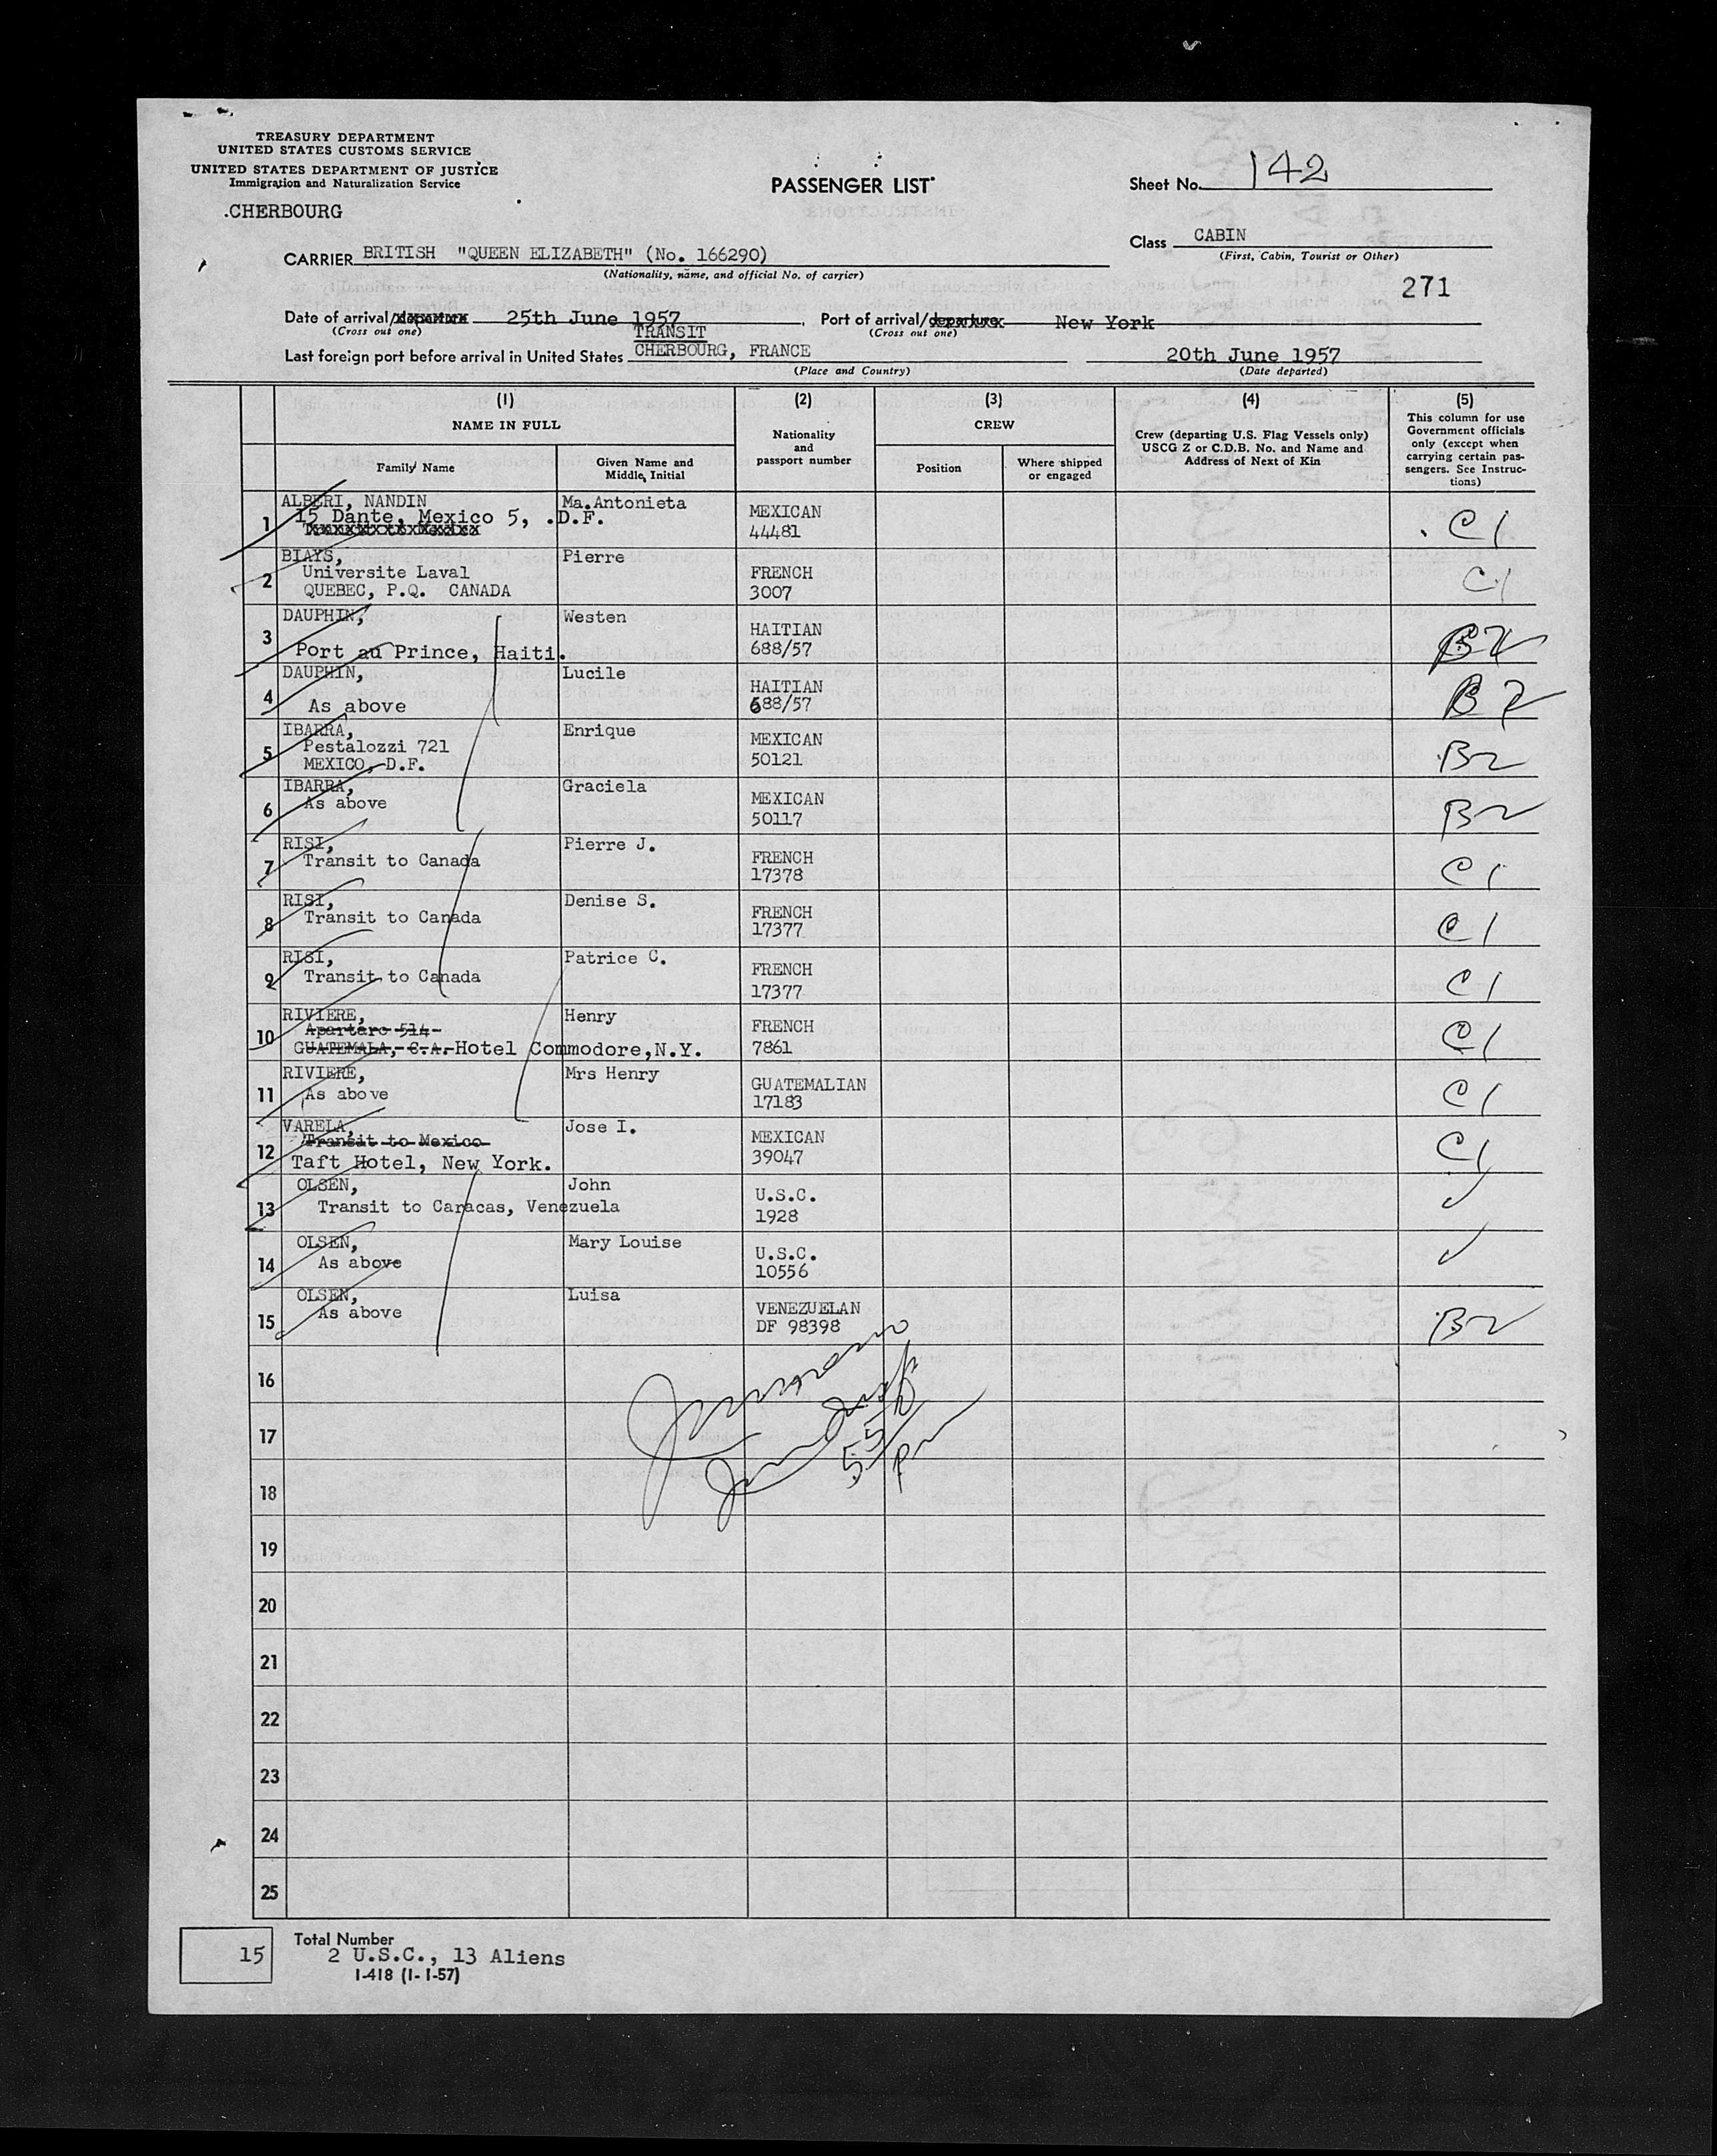 TREASURY DEPARTMENT
UNITED STATES CUSTOMS SERVICE
UNITED STATES DEPARTMENT OF JUSTICE
Immigration and Naturalization Service
.CHERBOURG
PASSENGER LIST
Sheet No. 142
Class CABIN
(First, Cabin, Tourist or Other)
271
CARRIER BRITISH "QUEEN ELIZABETH" (No. 166290)
(Nationality, name, and official No. of carrier)
Date of arrival/departure 25th June 1957. Port of arrival/departure New York
(Cross out one) (Cross out one)
TRANSIT
Last foreign port before arrival in United States CHERBOURG, FRANCE 20th June 1957
(Place and Country) (Date departed)
(1) (2) (3) (4) (5)
NAME IN FULL
Family Name
Given Name and
Middle Initial
Nationality
and
passport number
CREW
Position
Where shipped
or engaged
Crew (departing U.S. Flag Vessels only)
USCG Z or C.D.B. No. and Name and
Address of Next of Kin
This column for use
Government officials
only (except when
carrying certain pas-
sengers. See Instruc-
tions)
1 ALBERI, NANDIN Ma.Antonieta MEXICAN
15 Dante, Mexico 5, .D.F. 44481 C1
2 BIAYS, Pierre
Universite Laval FRENCH
QUEBEC, P.Q. CANADA 3007 C1
3 DAUPHIN, Westen HAITIAN
Port au Prince, Haiti. 688/57 B2
4 DAUPHIN, Lucile HAITIAN
As above 688/57 B2
5 IBARRA, Enrique
Pestalozzi 721 MEXICAN
MEXICO, D.F. 50121 B2
6 IBARRA, Graciela MEXICAN
As above 50117 B2
7 RISI, Pierre J. FRENCH
Transit to Canada 17378 C1
8 RISI, Denise S. FRENCH
Transit to Canada 17377 C1
9 RISI, Patrice C. FRENCH
Transit to Canada 17377 C1
10 RIVIERE, Henry
Apartaro 514 FRENCH
GUATEMALA, C.A. Hotel Commodore,N.Y. 7861 C1
11 RIVIERE, Mrs Henry GUATEMALIAN
As above 17183 C1
12 VARELA, Jose I.
Transit to Mexico MEXICAN
Taft Hotel, New York. 39047 C1
13 OLSEN, John U.S.C.
Transit to Caracas, Venezuela 1928 ✓
14 OLSEN, Mary Louise U.S.C.
As above 10556 ✓
15 OLSEN, Luisa VENEZUELAN
As above DF 98398 B2
16
17
18
19
20
21
22
23
24
25
15 Total Number
2 U.S.C., 13 Aliens
I-418 (1-1-57)